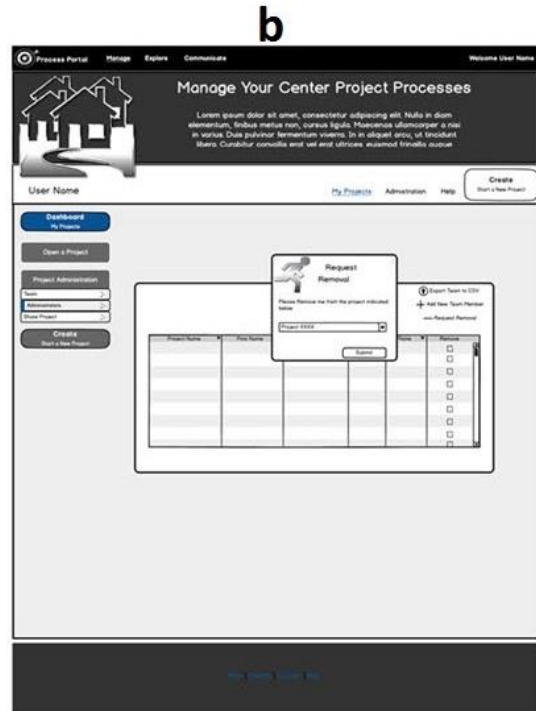 b
Process Portal Manage Explore Communicate Welcome User Name
Manage Your Center Project Processes
Lorem ipsum dolor sit amet, consectetur adipiscing elit. Nulla in diam
elementum, finibus metus non, cursus ligula. Maecenas ullamcorper a nisi
in varius. Duis pulvinar fermentum viverra. In in aliquet arcu, ut tincidunt
libero. Curabitur convallis erat vel erat ultrices euismod fringilla augue
User Name My Projects Administration Help Create
Start a New Project
Dashboard
My Projects
Open a Project
Project Administration
Team
Administrators
Share Project
Create
Start a New Project
Request
Removal
Please Remove me from the project indicated
below
Project XXXX
Submit
Export Team to CSV
Add New Team Member
Request Removal
Project Name First Name Remove